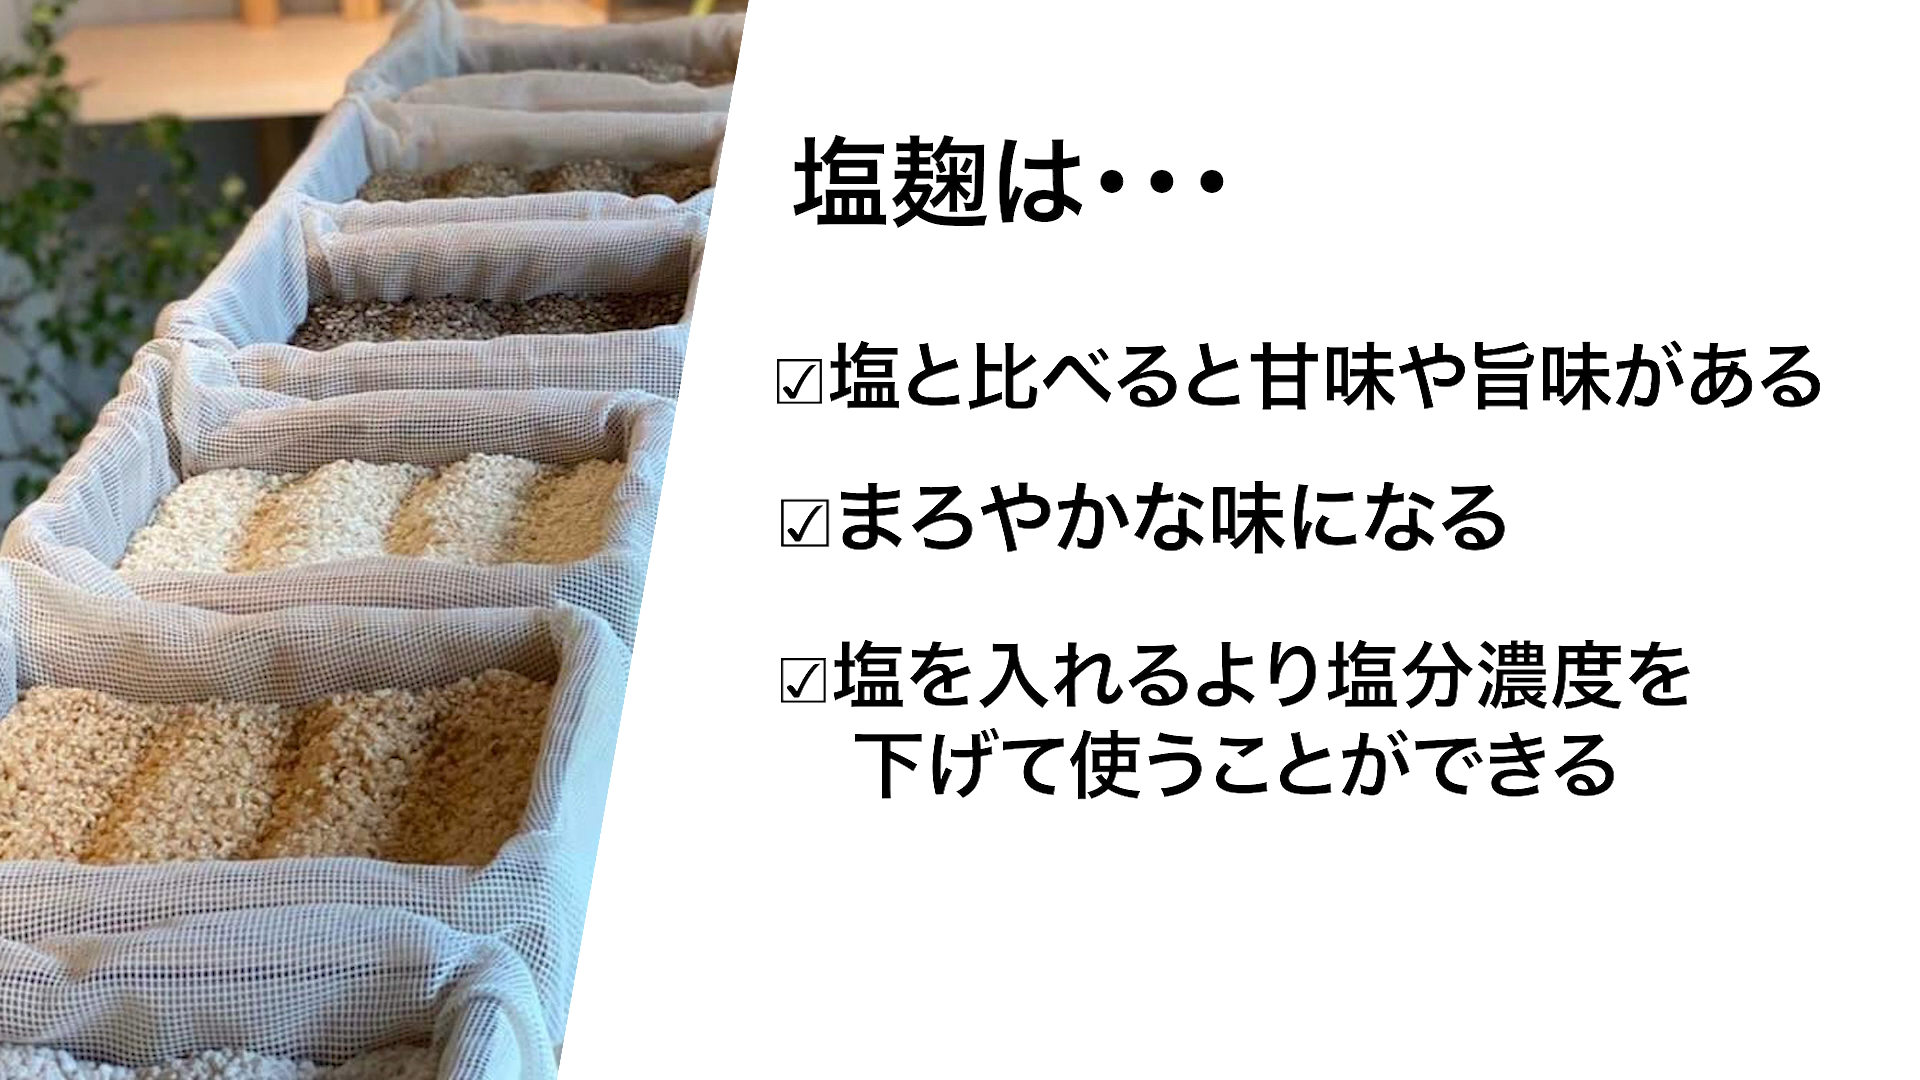 塩麹は・・・
☑塩と比べると甘味や旨味がある
☑まろやかな味になる
☑塩を入れるより塩分濃度を
下げて使うことができる